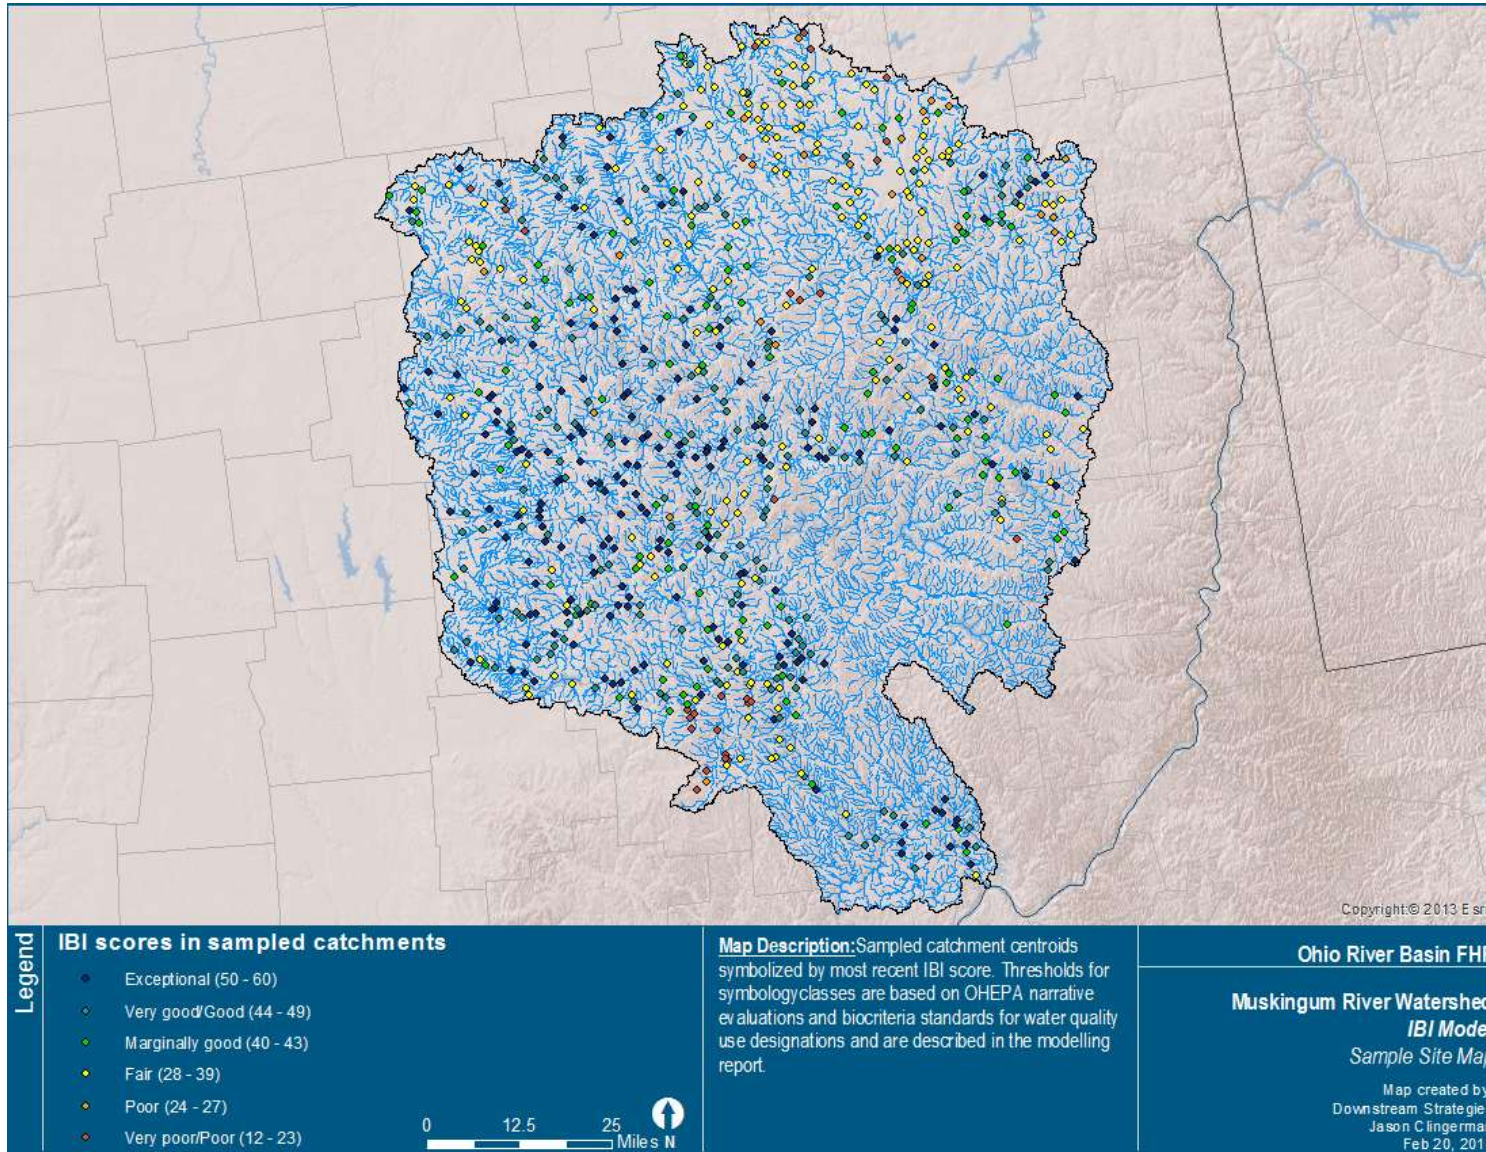 Copyright:© 2013 Esri
Legend
IBI scores in sampled catchments
Exceptional (50 - 60)
Very good/Good (44 - 49)
Marginally good (40 - 43)
Fair (28 - 39)
Poor (24 - 27)
Very poor/Poor (12 - 23)
0 12.5 25
Miles N
Map Description:Sampled catchment centroids
symbolized by most recent IBI score. Thresholds for
symbologyclasses are based on OHEPA narrative
evaluations and biocriteria standards for water quality
use designations and are described in the modelling
report.
Ohio River Basin FH
Muskingum River Watershed
IBI Mode
Sample Site Ma
Map created by
Downstream Strategie
Jason Clingerma
Feb 20, 201